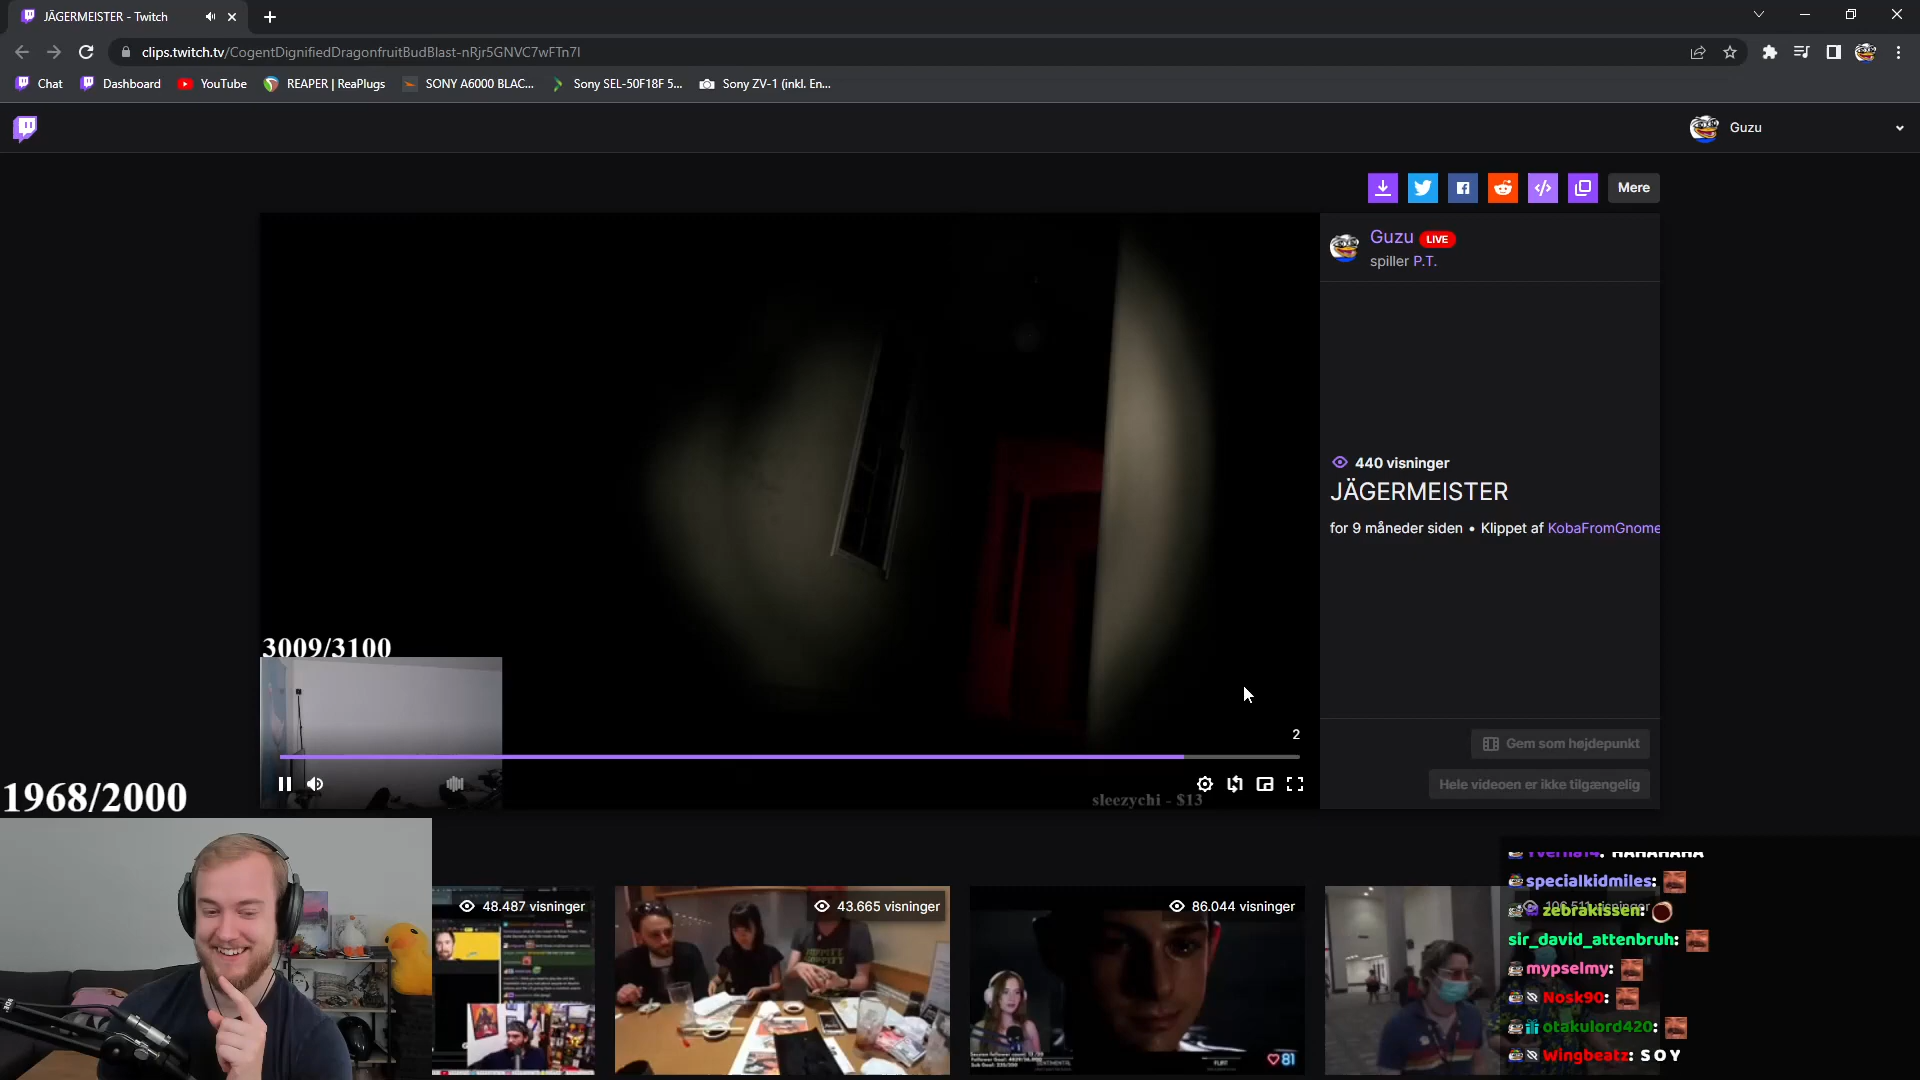 JÄGERMEISTER - Twitch
clips.twitch.tv/CogentDignifiedDragonfruitBudBlast-nRjr5GNVC7wFTn7I
Chat
Dashboard
YouTube
REAPER | ReaPlugs
SONY A6000 BLAC...
Sony SEL-50F18F 5...
Sony ZV-1 (inkl. En...
Guzu
Mere
Guzu LIVE
spiller P.T.
440 visninger
JÄGERMEISTER
for 9 måneder siden • Klippet af KobaFromGnome
3009/3100
2
sleezychi - $13
Gem som højdepunkt
Hele videoen er ikke tilgængelig
1968/2000
48.487 visninger
43.665 visninger
86.044 visninger
81
HAHAHAHA
specialkidmiles:
zebrakissen:
sir_david_attenbruh:
mypselmy:
Nosk90:
otakulord420:
Wingbeatz: S O Y